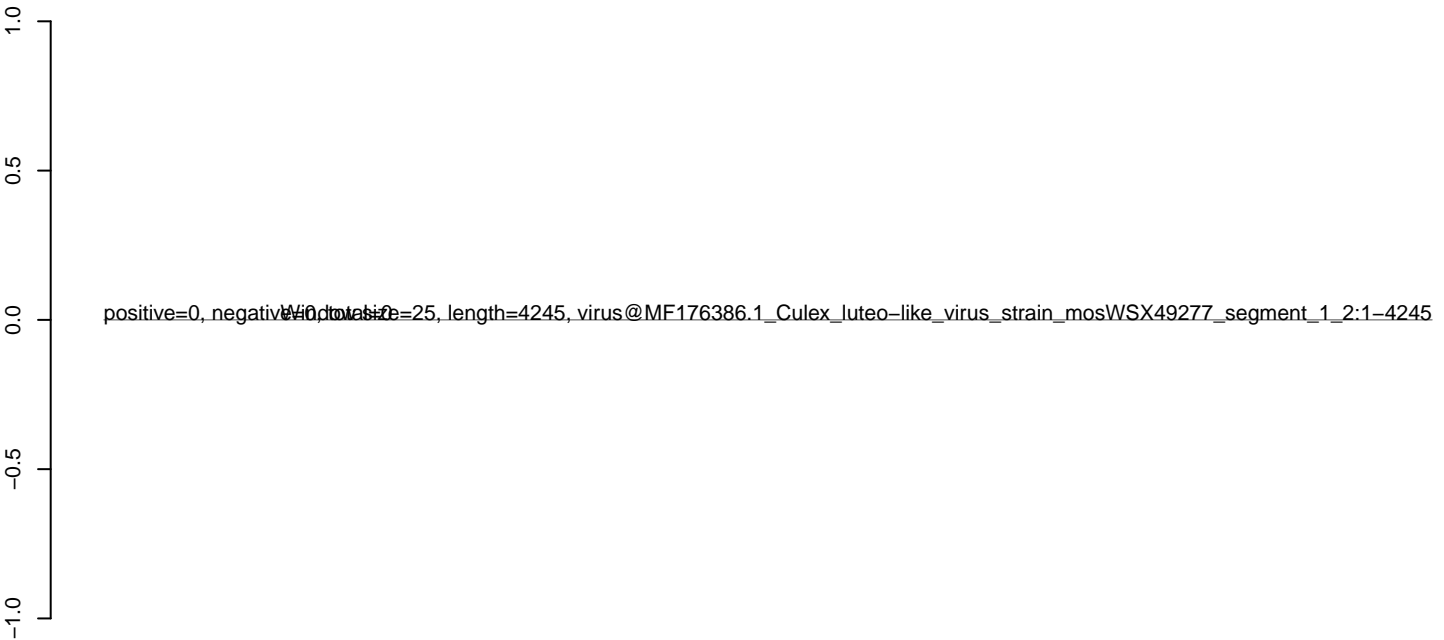 1.0
0.5
0.0
−0.5
−1.0
positive=0, negative=0, total=0
Window size=25, length=4245, virus@MF176386.1_Culex_luteo−like_virus_strain_mosWSX49277_segment_1_2:1−4245